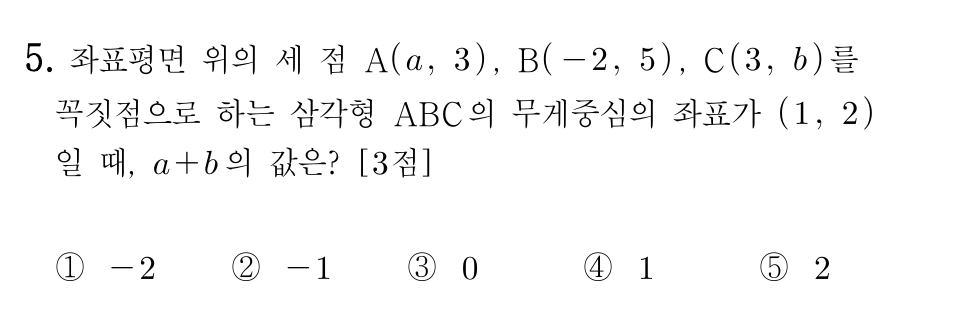 5. 좌표평면 위의 세 점 A(a, 3), B(−2, 5), C(3, b)를
꼭짓점으로 하는 삼각형 ABC의 무게중심의 좌표가 (1, 2)
일 때, a+b의 값은? [3점]
① −2 ② −1 ③ 0 ④ 1 ⑤ 2